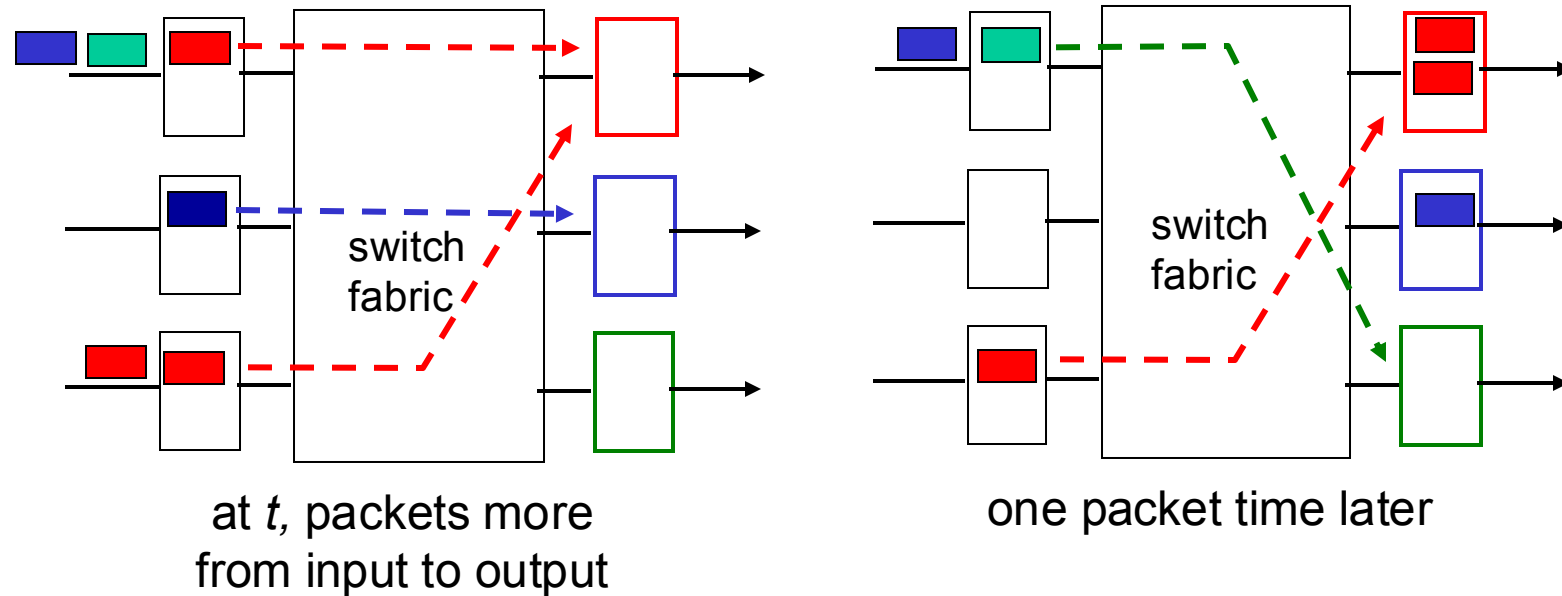 switch
fabric
at t, packets more
from input to output
switch
fabric
one packet time later